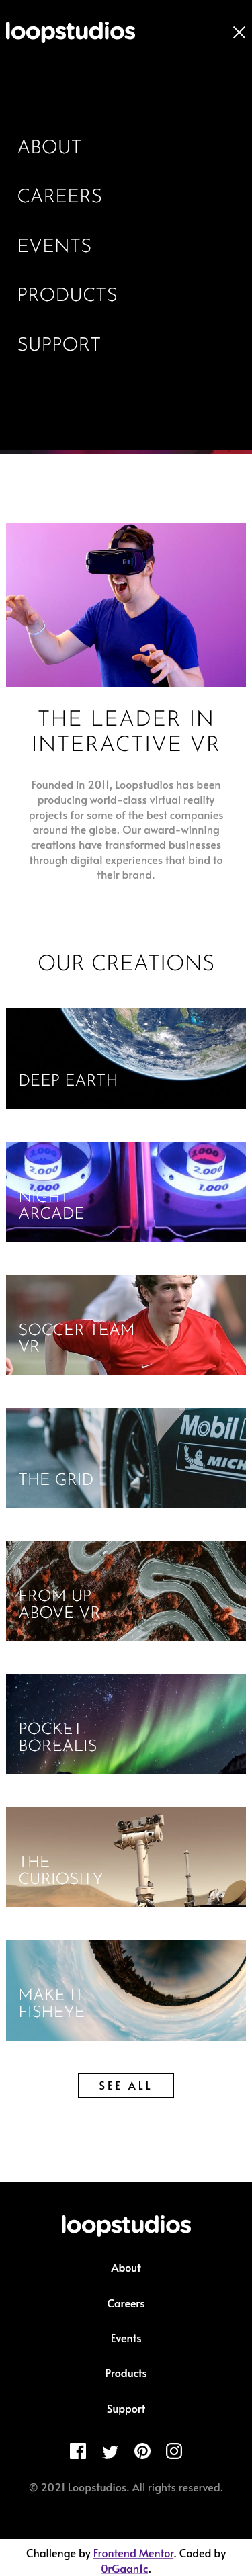 loopstudios
ABOUT
CAREERS
EVENTS
PRODUCTS
SUPPORT
THE LEADER IN
INTERACTIVE VR
Founded in 2011, Loopstudios has been
producing world-class virtual reality
projects for some of the best companies
around the globe. Our award-winning
creations have transformed businesses
through digital experiences that bind to
their brand.
OUR CREATIONS
DEEP EARTH
3,000
2,000
1,000
1,000
NIGHT
ARCADE
SOCCER TEAM
VR
Mobil
MICH
THE GRID
FROM UP
ABOVE VR
POCKET
BOREALIS
THE
CURIOSITY
MAKE IT
FISHEYE
SEE ALL
loopstudios
About
Careers
Events
Products
Support
© 2021 Loopstudios. All rights reserved.
Challenge by Frontend Mentor. Coded by
0rGaan1c.